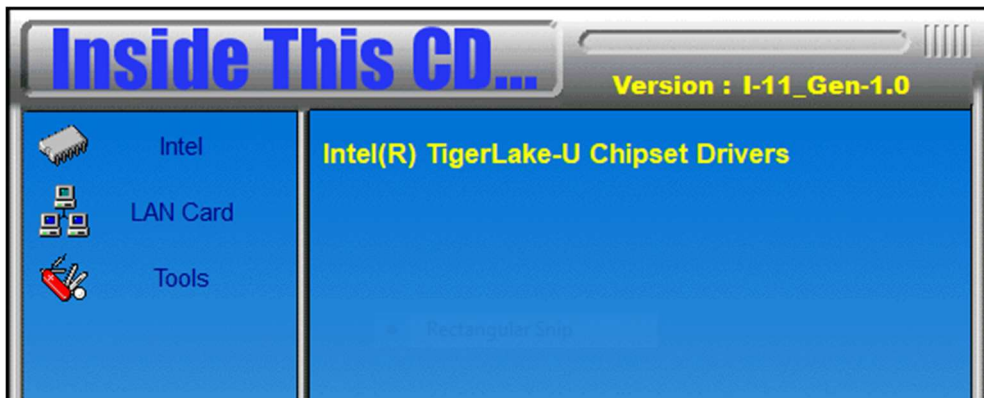 Inside This CD...
Version : I-11_Gen-1.0
Intel
Intel(R) TigerLake-U Chipset Drivers
LAN Card
Tools
Rectangular Snip